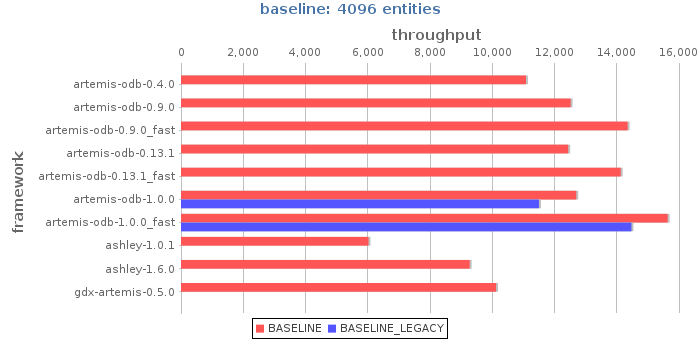 baseline: 4096 entities
throughput
0 2,000 4,000 6,000 8,000 10,000 12,000 14,000 16,000
framework
artemis-odb-0.4.0
artemis-odb-0.9.0
artemis-odb-0.9.0_fast
artemis-odb-0.13.1
artemis-odb-0.13.1_fast
artemis-odb-1.0.0
artemis-odb-1.0.0_fast
ashley-1.0.1
ashley-1.6.0
gdx-artemis-0.5.0
BASELINE BASELINE_LEGACY